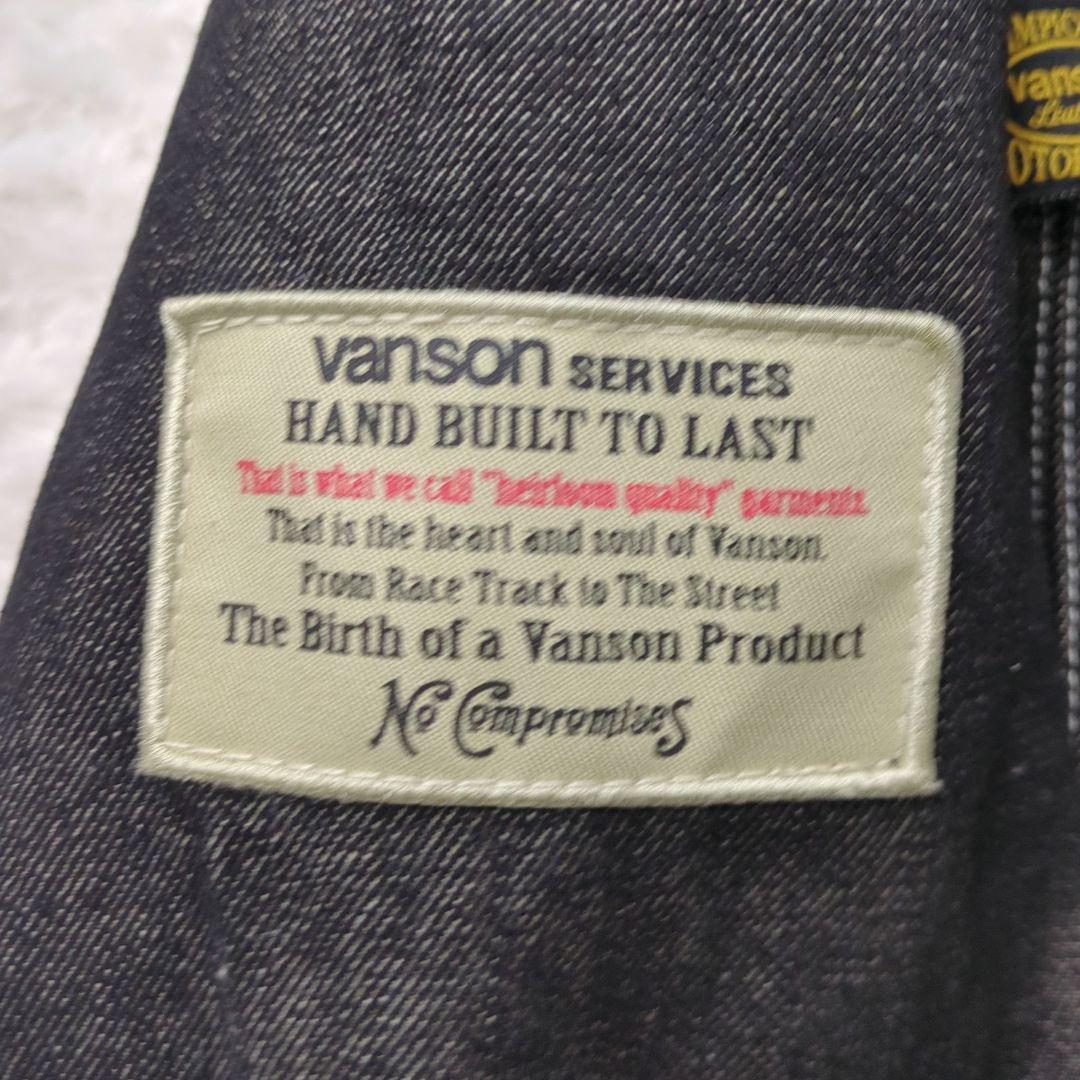 vanson SERVICES
HAND BUILT TO LAST
That is what we call "heirloom quality" garments.
That is the heart and soul of Vanson.
From Race Track to The Street
The Birth of a Vanson Product
No Compromises